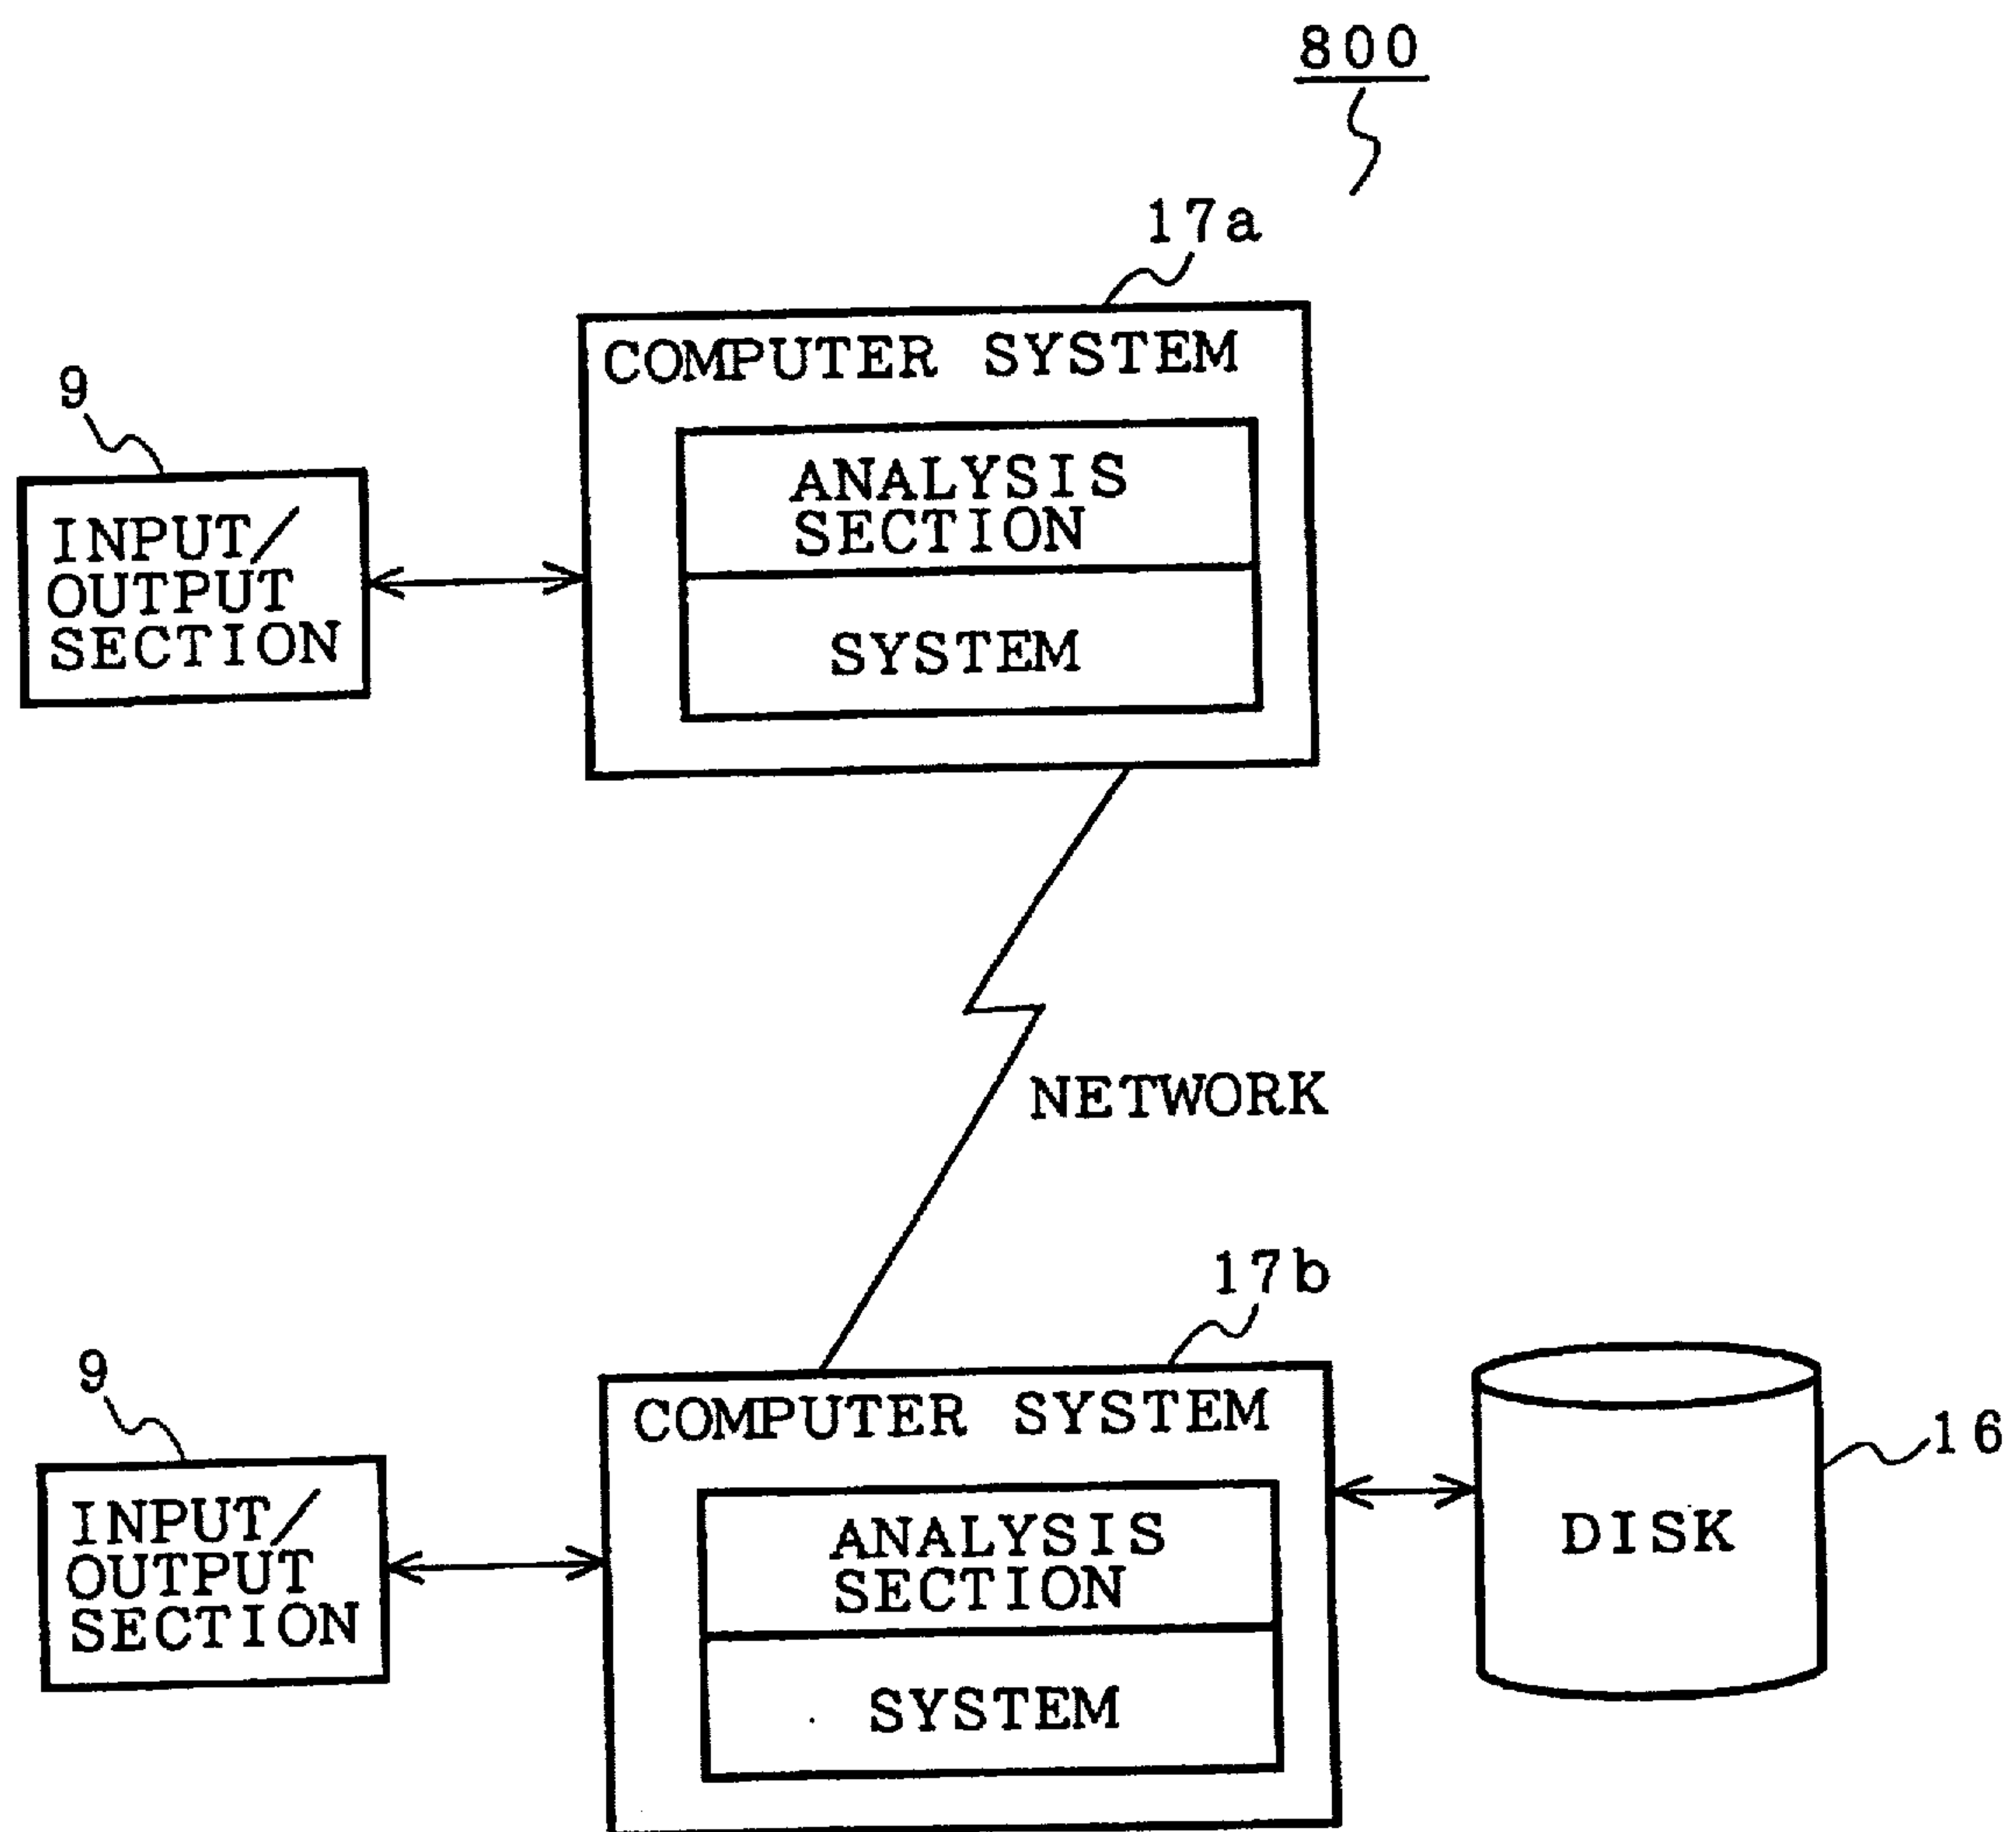 800
17a
COMPUTER SYSTEM
9
ANALYSIS
SECTION
INPUT/
OUTPUT
SECTION
SYSTEM
NETWORK
17b
9
COMPUTER SYSTEM
16
ANALYSIS
SECTION
DISK
INPUT/
OUTPUT
SECTION
SYSTEM